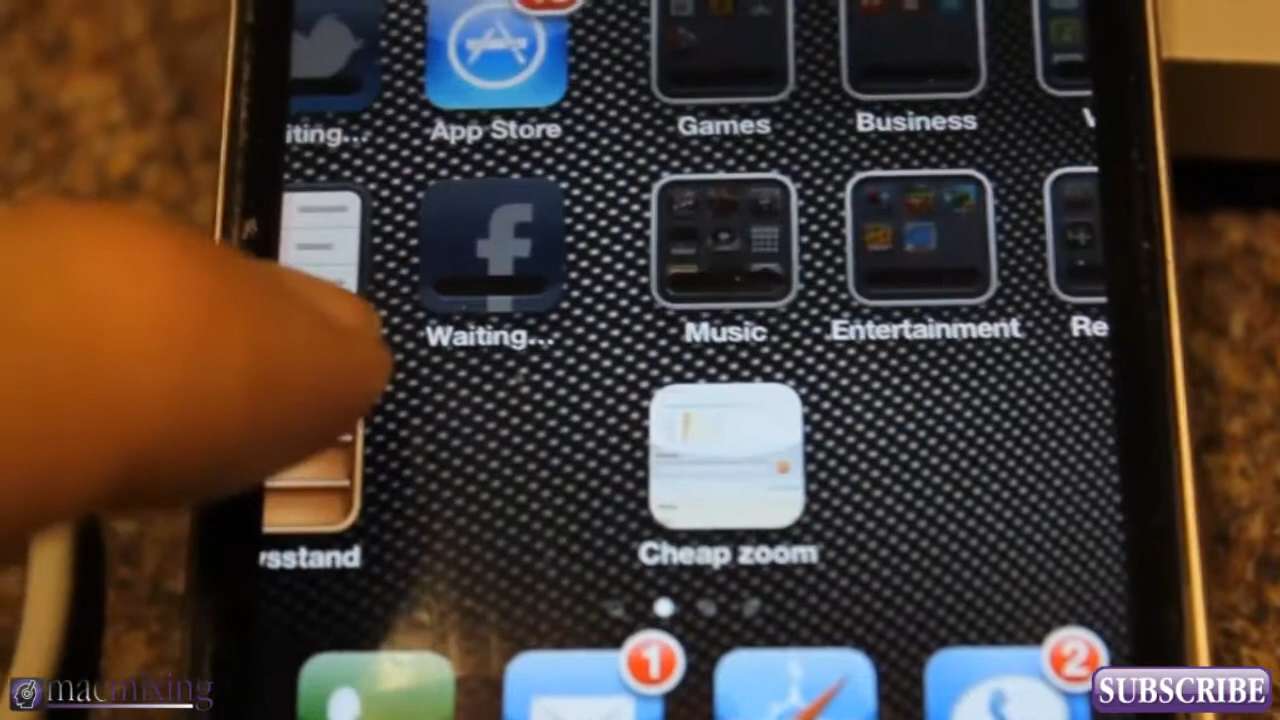 iting...
App Store
Games
Business
Waiting...
Music
Entertainment
Re
Cheap zoom
sstand
1
2
macmixing
SUBSCRIBE